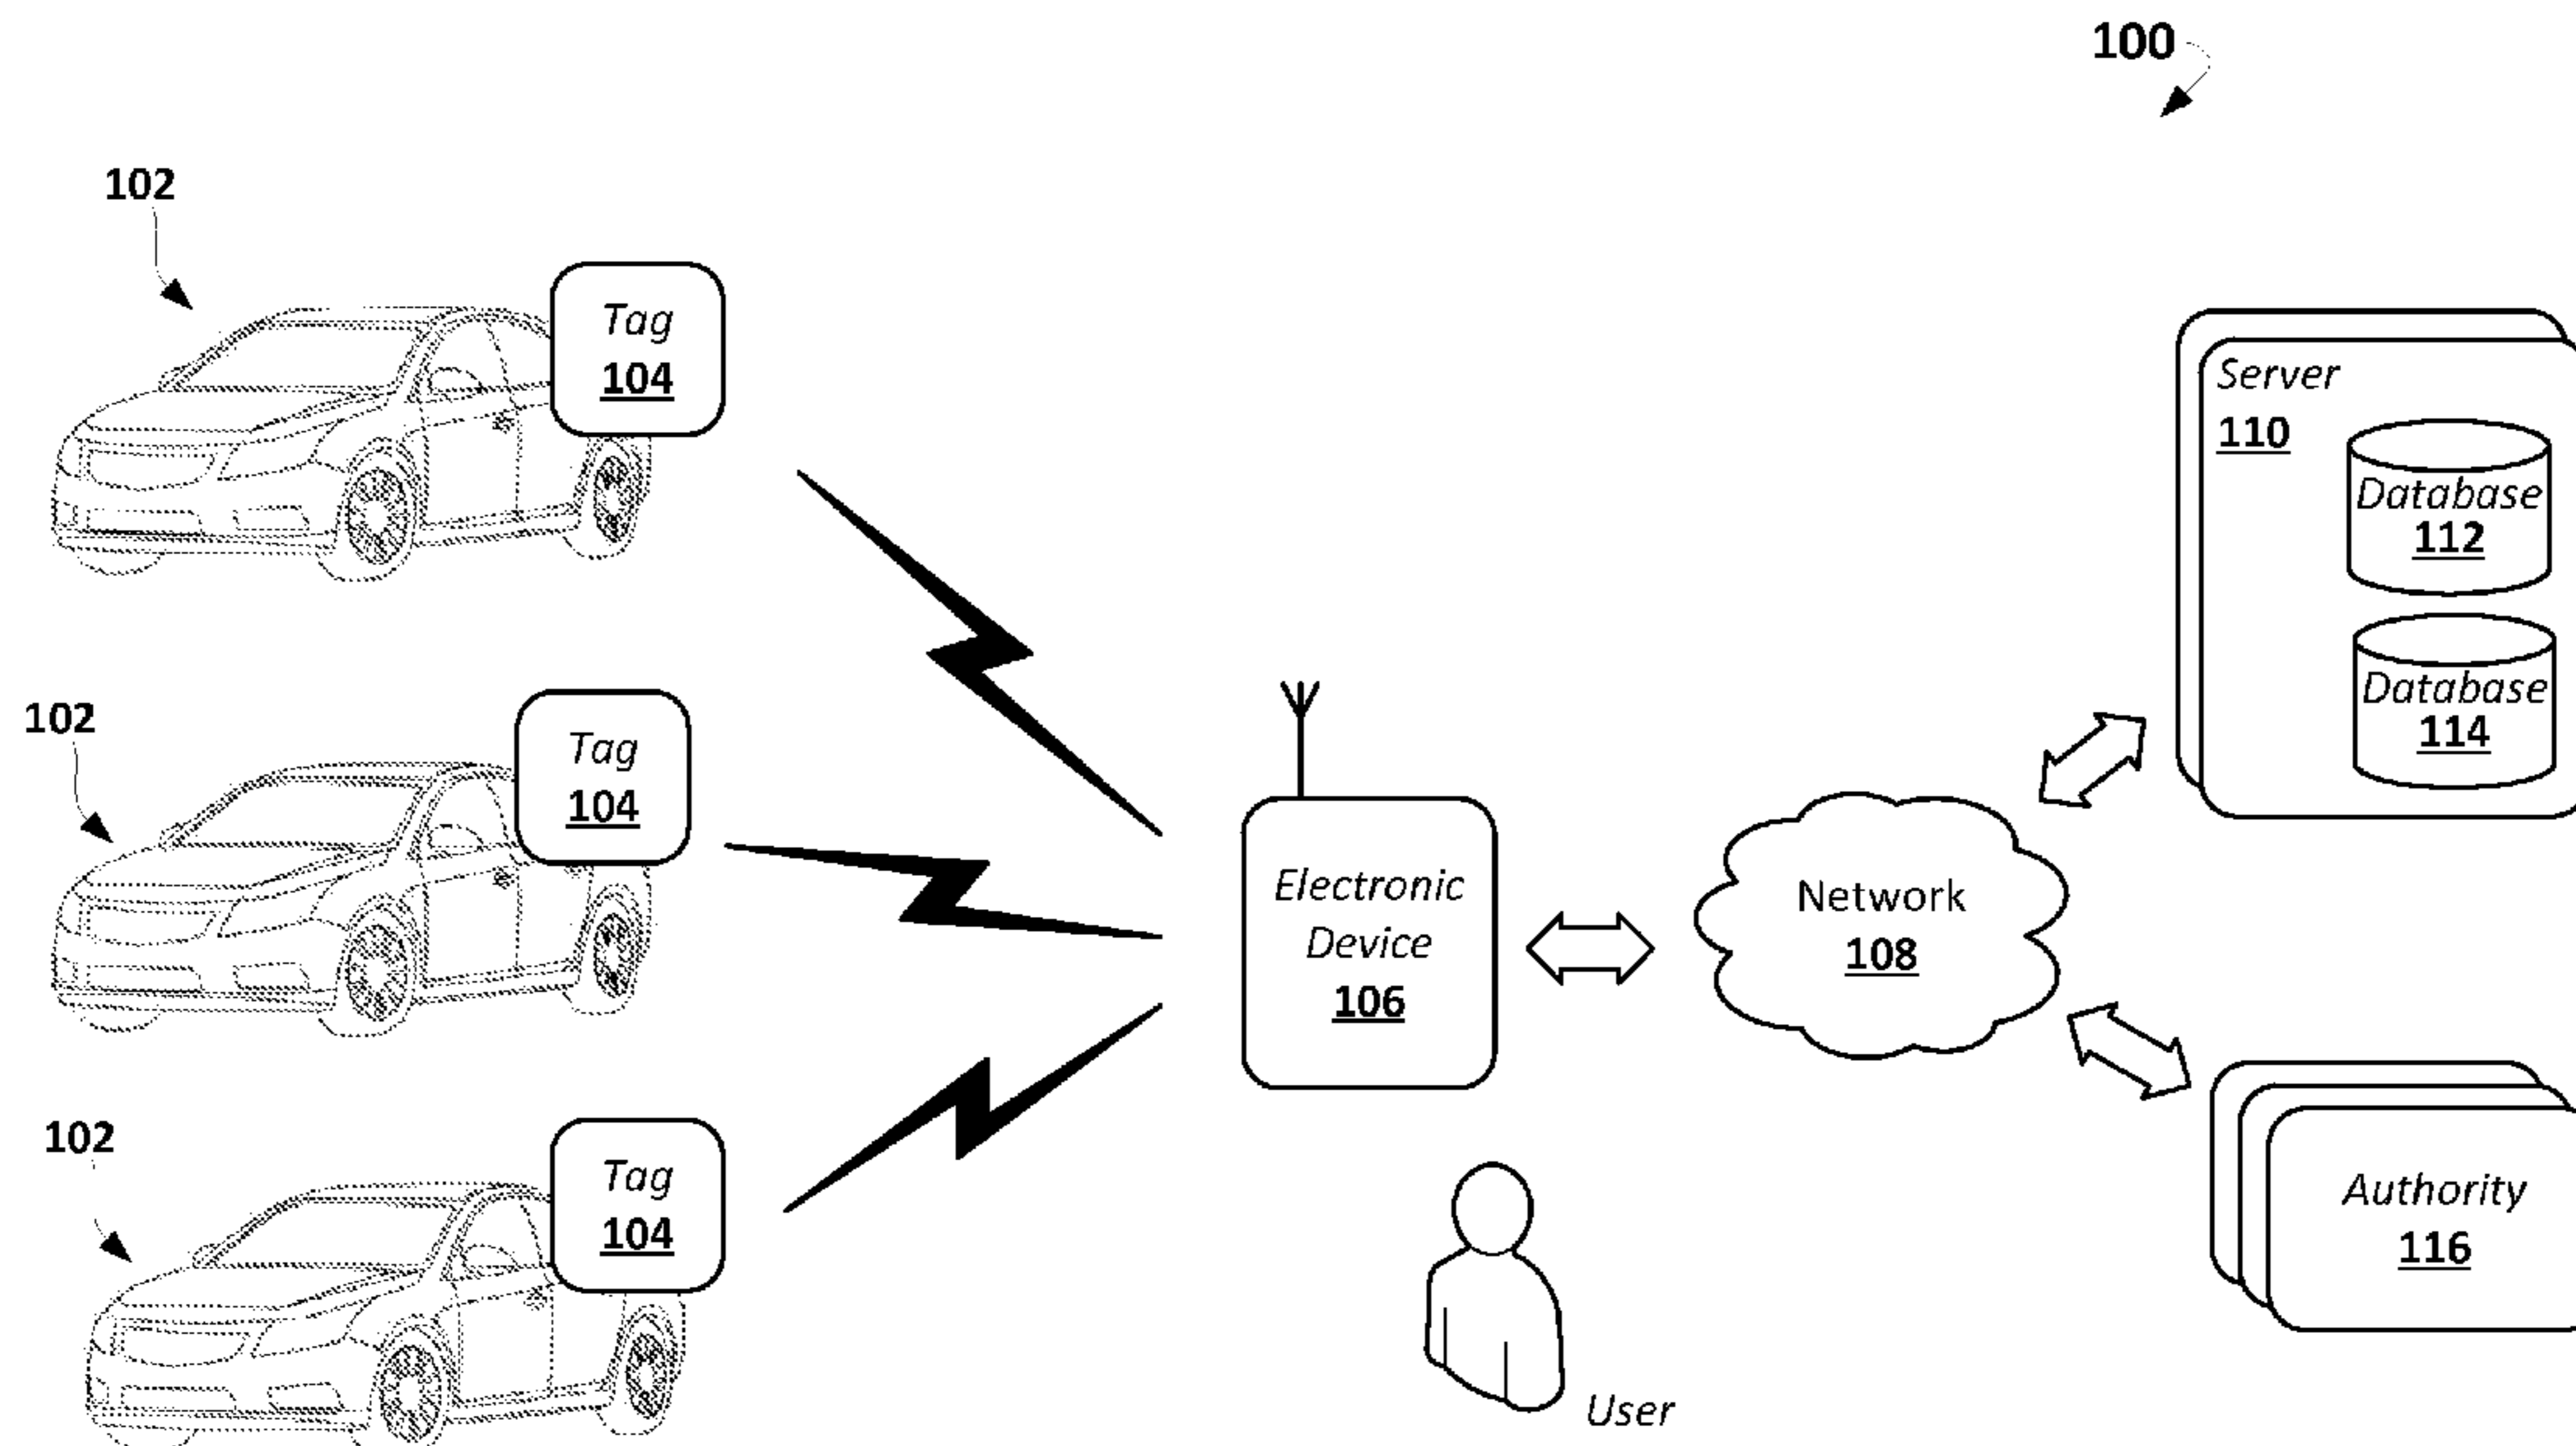 100
102
Tag
104
Server
110
Database
112
Database
114
102
Tag
104
Electronic
Device
106
Network
108
102
Tag
104
Authority
116
User